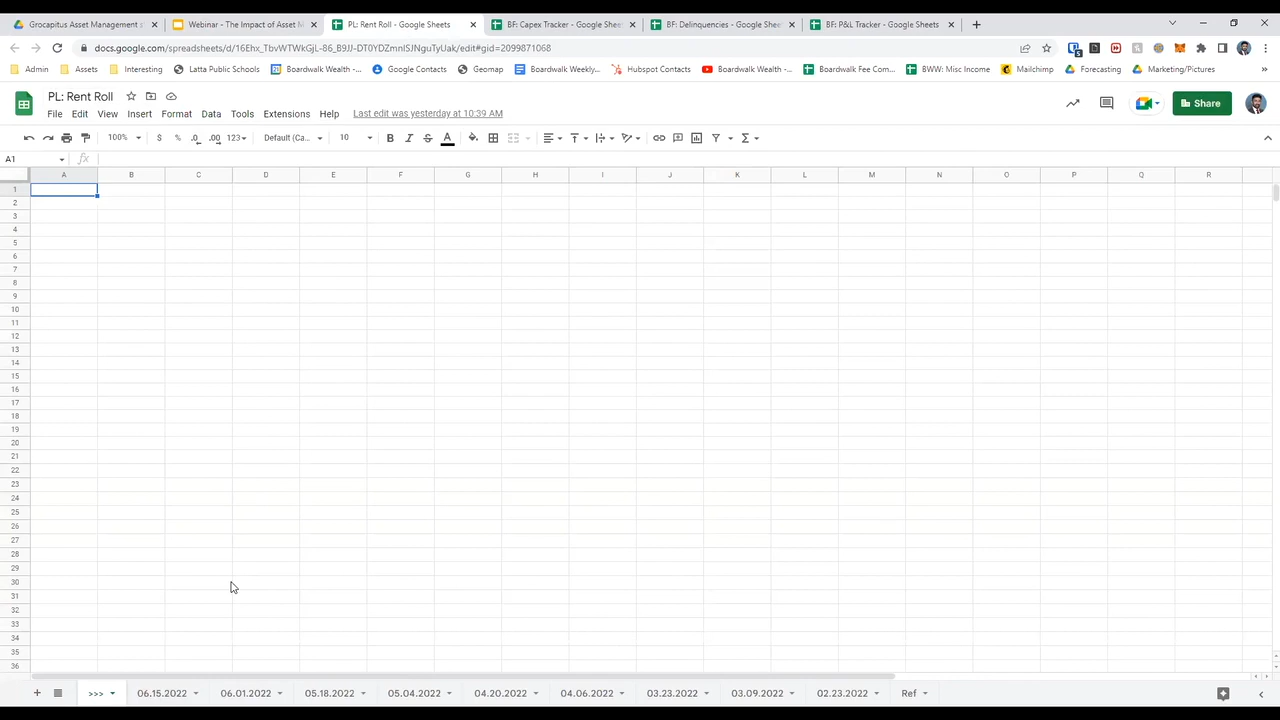 Grocapitus Asset Management s
Webinar - The Impact of Asset M
PL: Rent Roll - Google Sheets
BF: Capex Tracker - Google Shee
BF: Delinquencies - Google Shee
BF: P&L Tracker - Google Sheets
docs.google.com/spreadsheets/d/16Ehx_TbvWTWkGjL-86_B9JJ-DT0YDZmnISJNguTyUak/edit#gid=2099871068
Admin
Assets
Interesting
Latta Public Schools
Boardwalk Wealth -...
Google Contacts
Geomap
Boardwalk Weekly...
Hubspot Contacts
Boardwalk Wealth -...
Boardwalk Fee Com...
BWW: Misc Income
Mailchimp
Forecasting
Marketing/Pictures
PL: Rent Roll
File Edit View Insert Format Data Tools Extensions Help Last edit was yesterday at 10:39 AM
Share
100% $ % .0 .00 123 Default (Ca... 10 B I S A
A1 fx
A B C D E F G H I J K L M N O P Q R
1
2
3
4
5
6
7
8
9
10
11
12
13
14
15
16
17
18
19
20
21
22
23
24
25
26
27
28
29
30
31
32
33
34
35
36
>>> 06.15.2022 06.01.2022 05.18.2022 05.04.2022 04.20.2022 04.06.2022 03.23.2022 03.09.2022 02.23.2022 Ref